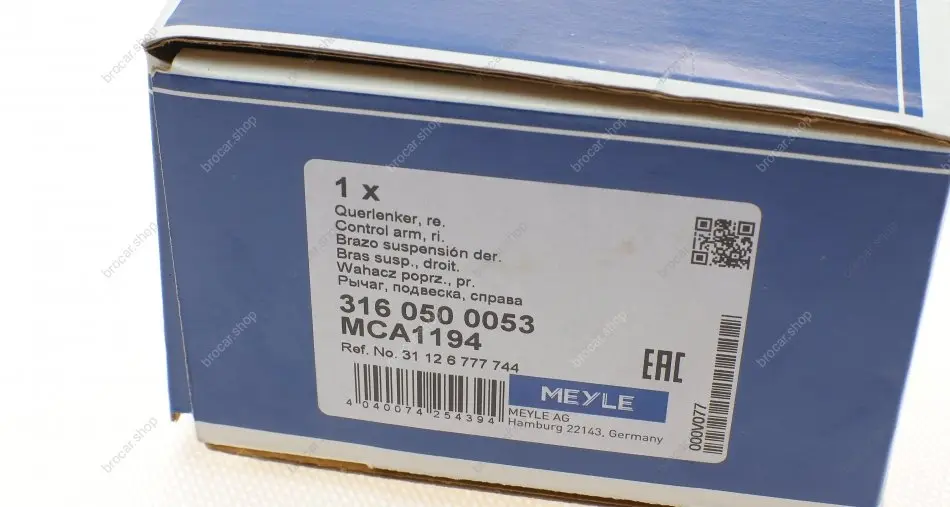 1 x
Querlenker, re.
Control arm, ri.
Brazo suspensión der.
Bras susp., droit.
Wahacz poprz., pr.
Рычаг, подвеска, справа
316 050 0053
MCA1194
Ref. No. 31 12 6 777 744
4 040074 254394
MEYLE
MEYLE AG
Hamburg 22143, Germany
EAC
000V077
brocar.shop